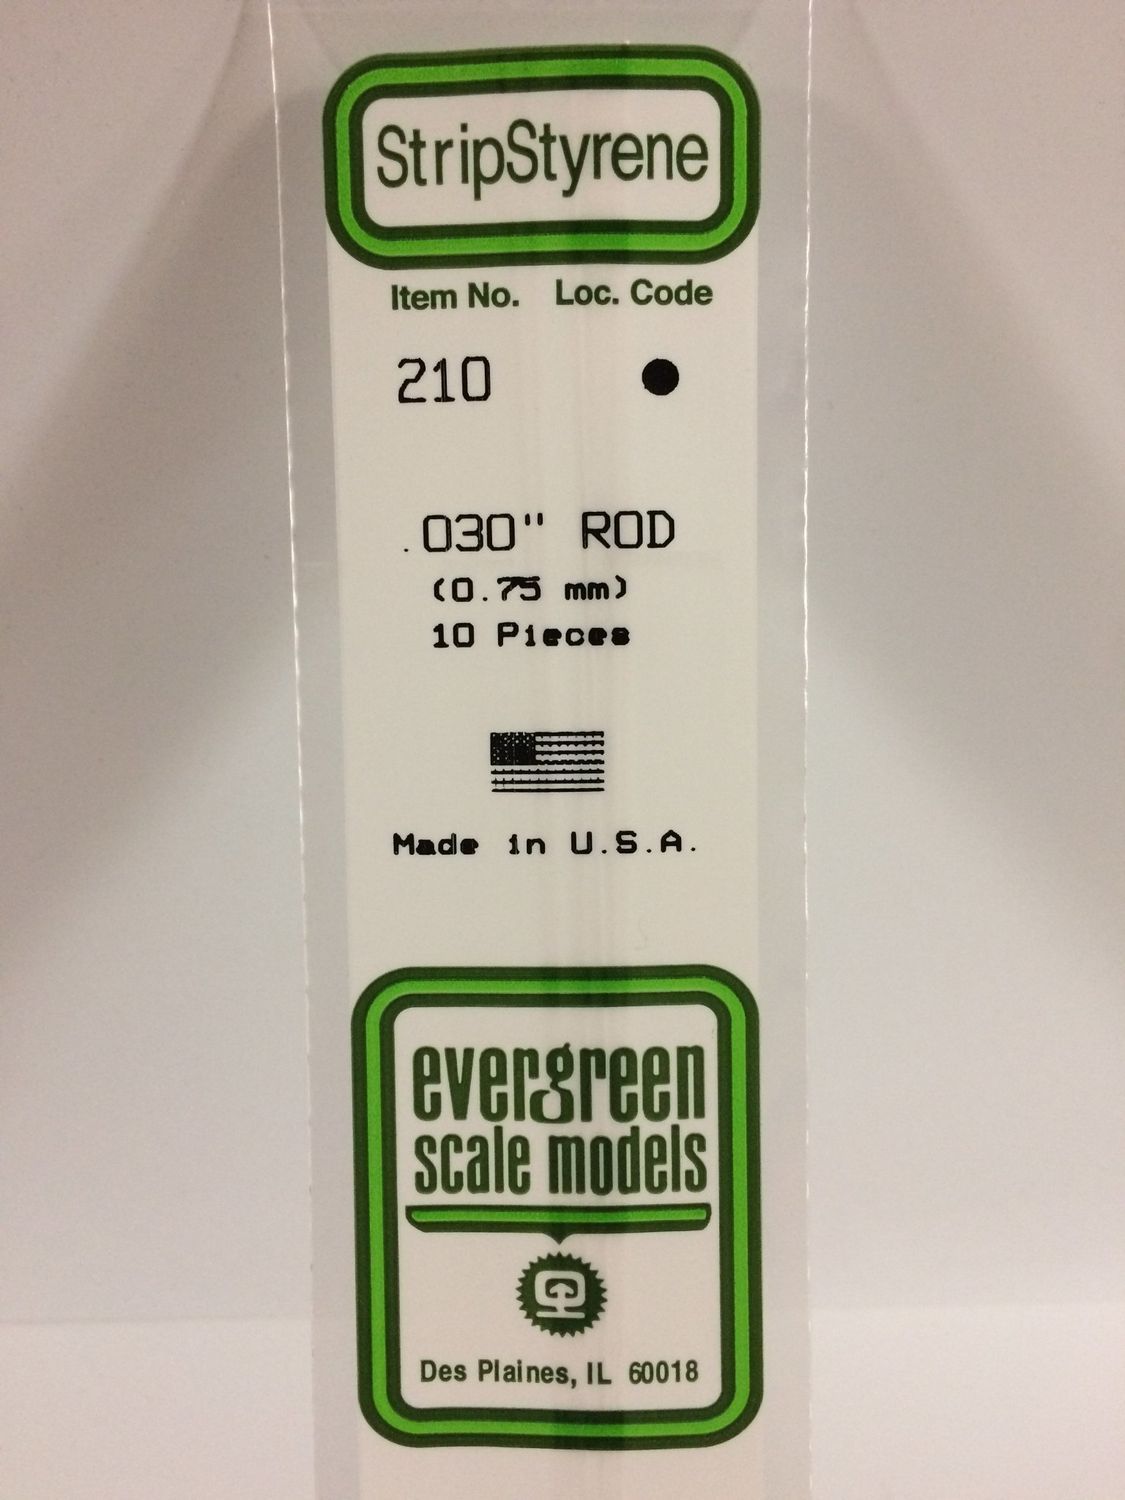 StripStyrene
Item No. Loc. Code
210 ●
.030" ROD
(0.75 mm)
10 Pieces
Made in U.S.A.
evergreen
scale models
Des Plaines, IL 60018